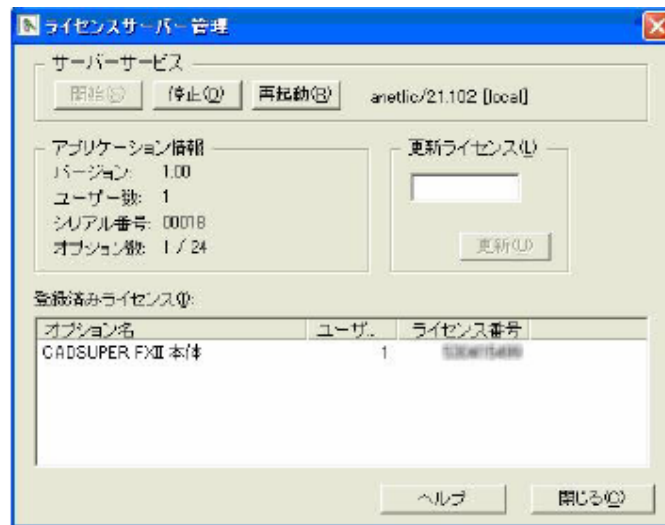 ライセンスサーバー管理
サーバーサービス
開始(S) 停止(O) 再起動(R) anetlic/21.102 [local]
アプリケーション情報
バージョン: 1.00
ユーザー数: 1
シリアル番号: 00018
オプション数: 1 / 24
更新ライセンス(L)
更新(U)
登録済みライセンス(I):
オプション名 ユーザ.. ライセンス番号
CADSUPER FXⅡ 本体 1
ヘルプ 閉じる(C)